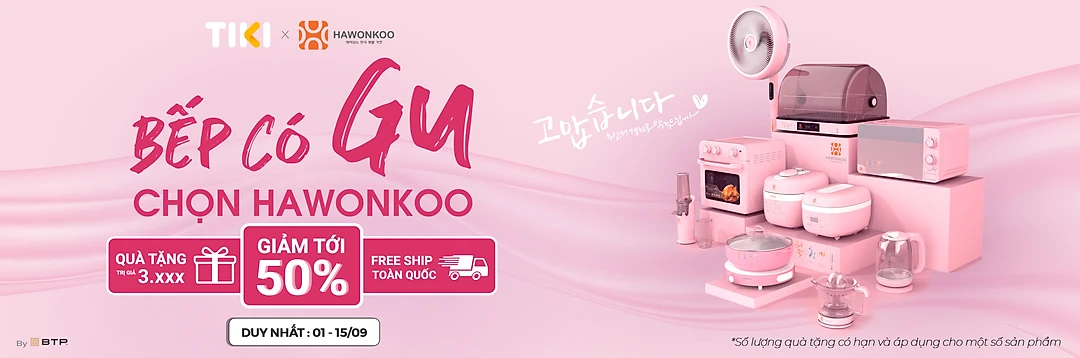 TIKI × HAWONKOO
BẾP CÓ GU
고맙습니다
CHỌN HAWONKOO
QUÀ TẶNG
TRỊ GIÁ 3.xxx
GIẢM TỚI
50%
FREE SHIP
TOÀN QUỐC
DUY NHẤT : 01 - 15/09
HAWONKOO
By BTP
*Số lượng quà tặng có hạn và áp dụng cho một số sản phẩm